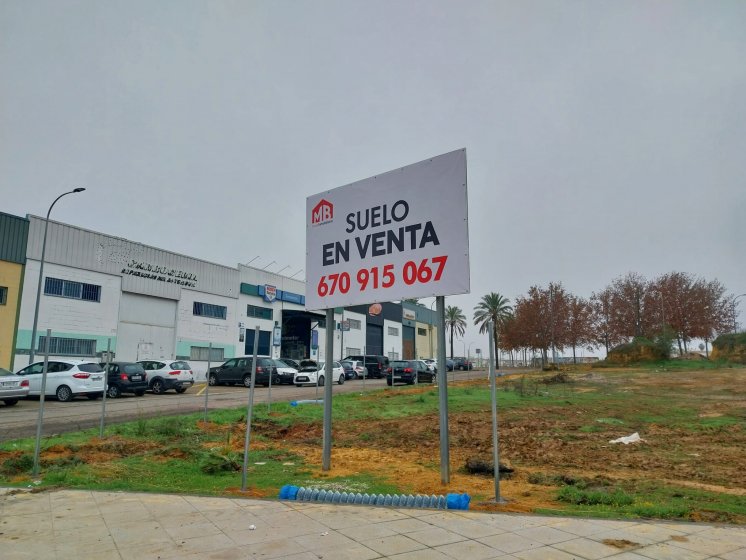 MB
SUELO
EN VENTA
670 915 067